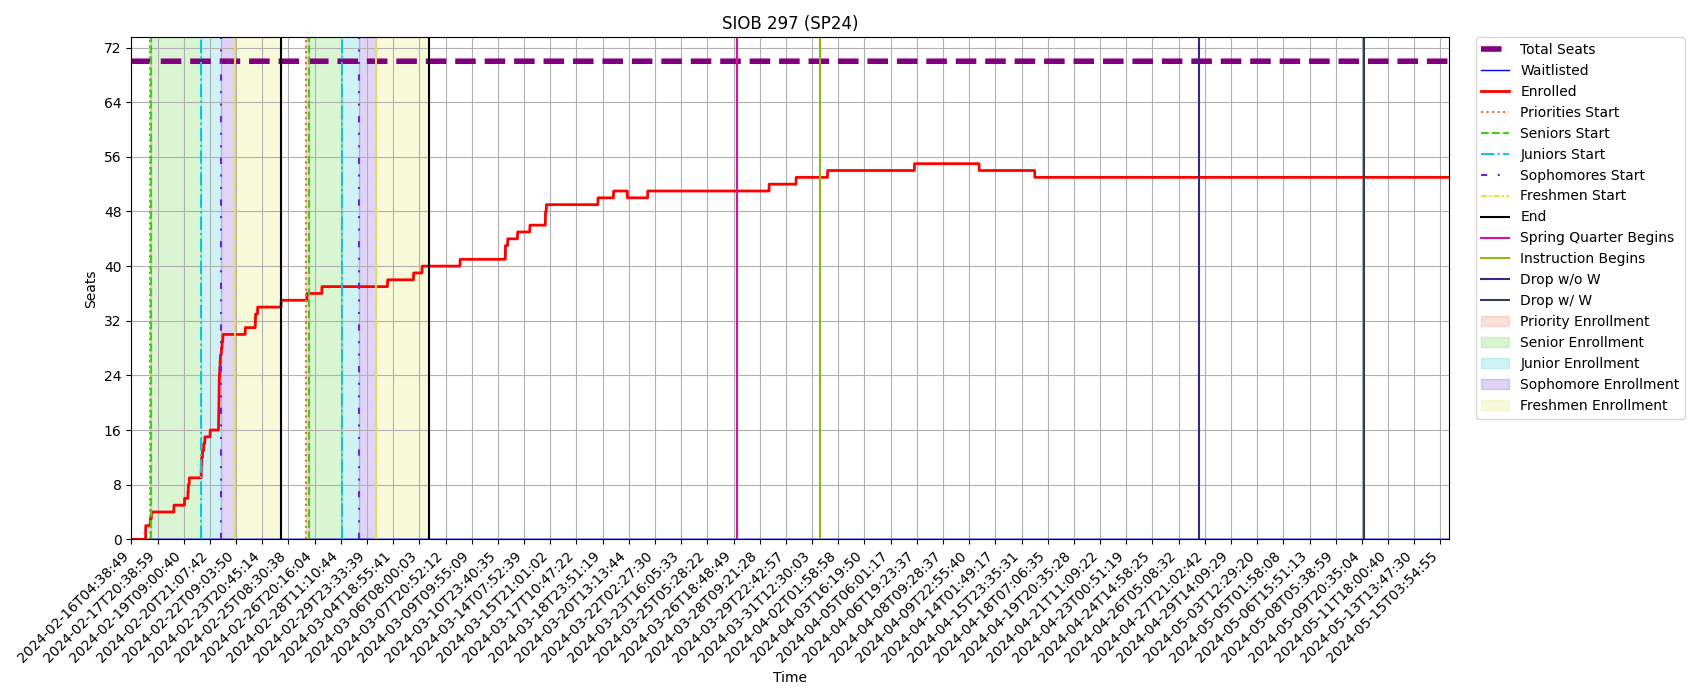 SIOB 297 (SP24)
72
64
56
48
40
32
24
16
8
0
Seats
2024-02-16T04:38:49
2024-02-17T20:38:59
2024-02-19T09:00:40
2024-02-20T21:07:42
2024-02-22T09:03:50
2024-02-23T20:45:14
2024-02-25T08:30:38
2024-02-26T20:16:04
2024-02-28T11:10:44
2024-02-29T23:33:39
2024-03-04T18:55:41
2024-03-06T08:00:03
2024-03-07T20:52:12
2024-03-09T09:55:09
2024-03-10T23:40:35
2024-03-14T07:52:39
2024-03-15T21:01:02
2024-03-17T10:47:22
2024-03-18T23:51:19
2024-03-20T13:13:44
2024-03-22T02:27:30
2024-03-23T16:05:33
2024-03-25T05:28:22
2024-03-26T18:48:49
2024-03-28T09:21:28
2024-03-29T22:42:57
2024-03-31T12:30:03
2024-04-02T01:58:58
2024-04-03T16:19:50
2024-04-05T06:01:17
2024-04-06T19:23:37
2024-04-08T09:28:37
2024-04-09T22:55:40
2024-04-14T01:49:17
2024-04-15T23:35:31
2024-04-18T07:06:35
2024-04-19T20:35:28
2024-04-21T11:09:22
2024-04-23T00:51:19
2024-04-24T14:58:25
2024-04-26T05:08:32
2024-04-27T21:02:42
2024-04-29T14:09:29
2024-05-03T12:29:20
2024-05-05T01:58:08
2024-05-06T15:51:13
2024-05-08T05:38:59
2024-05-09T20:35:04
2024-05-11T18:00:40
2024-05-13T13:47:30
2024-05-15T03:54:55
Time
Total Seats
Waitlisted
Enrolled
Priorities Start
Seniors Start
Juniors Start
Sophomores Start
Freshmen Start
End
Spring Quarter Begins
Instruction Begins
Drop w/o W
Drop w/ W
Priority Enrollment
Senior Enrollment
Junior Enrollment
Sophomore Enrollment
Freshmen Enrollment